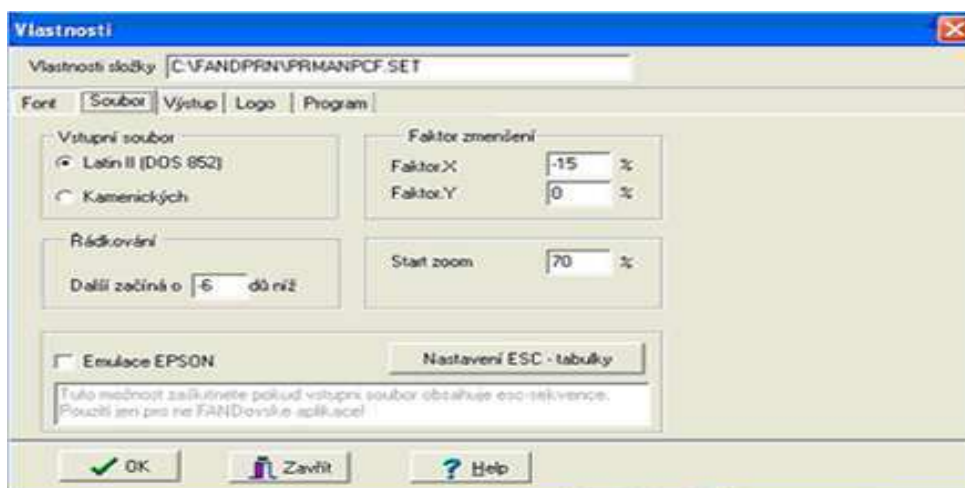 Vlastnosti
Vlastnosti složky C:\FANDPRN\PRMANPCF.SET
Font Soubor Výstup Logo Program
Vstupní soubor
Latin II (DOS 852)
Kamenických
Faktor zmenšení
Faktor.X -15 %
Faktor.Y 0 %
Řádkování
Další začíná o -6 dů níž
Start zoom 70 %
Emulace EPSON
Nastavení ESC - tabulky
Tuto možnost zaškrtnete pokud vstupní soubor obsahuje esc-sekvence.
Použití jen pro ne FANDovske aplikace!
OK Zavřít Help